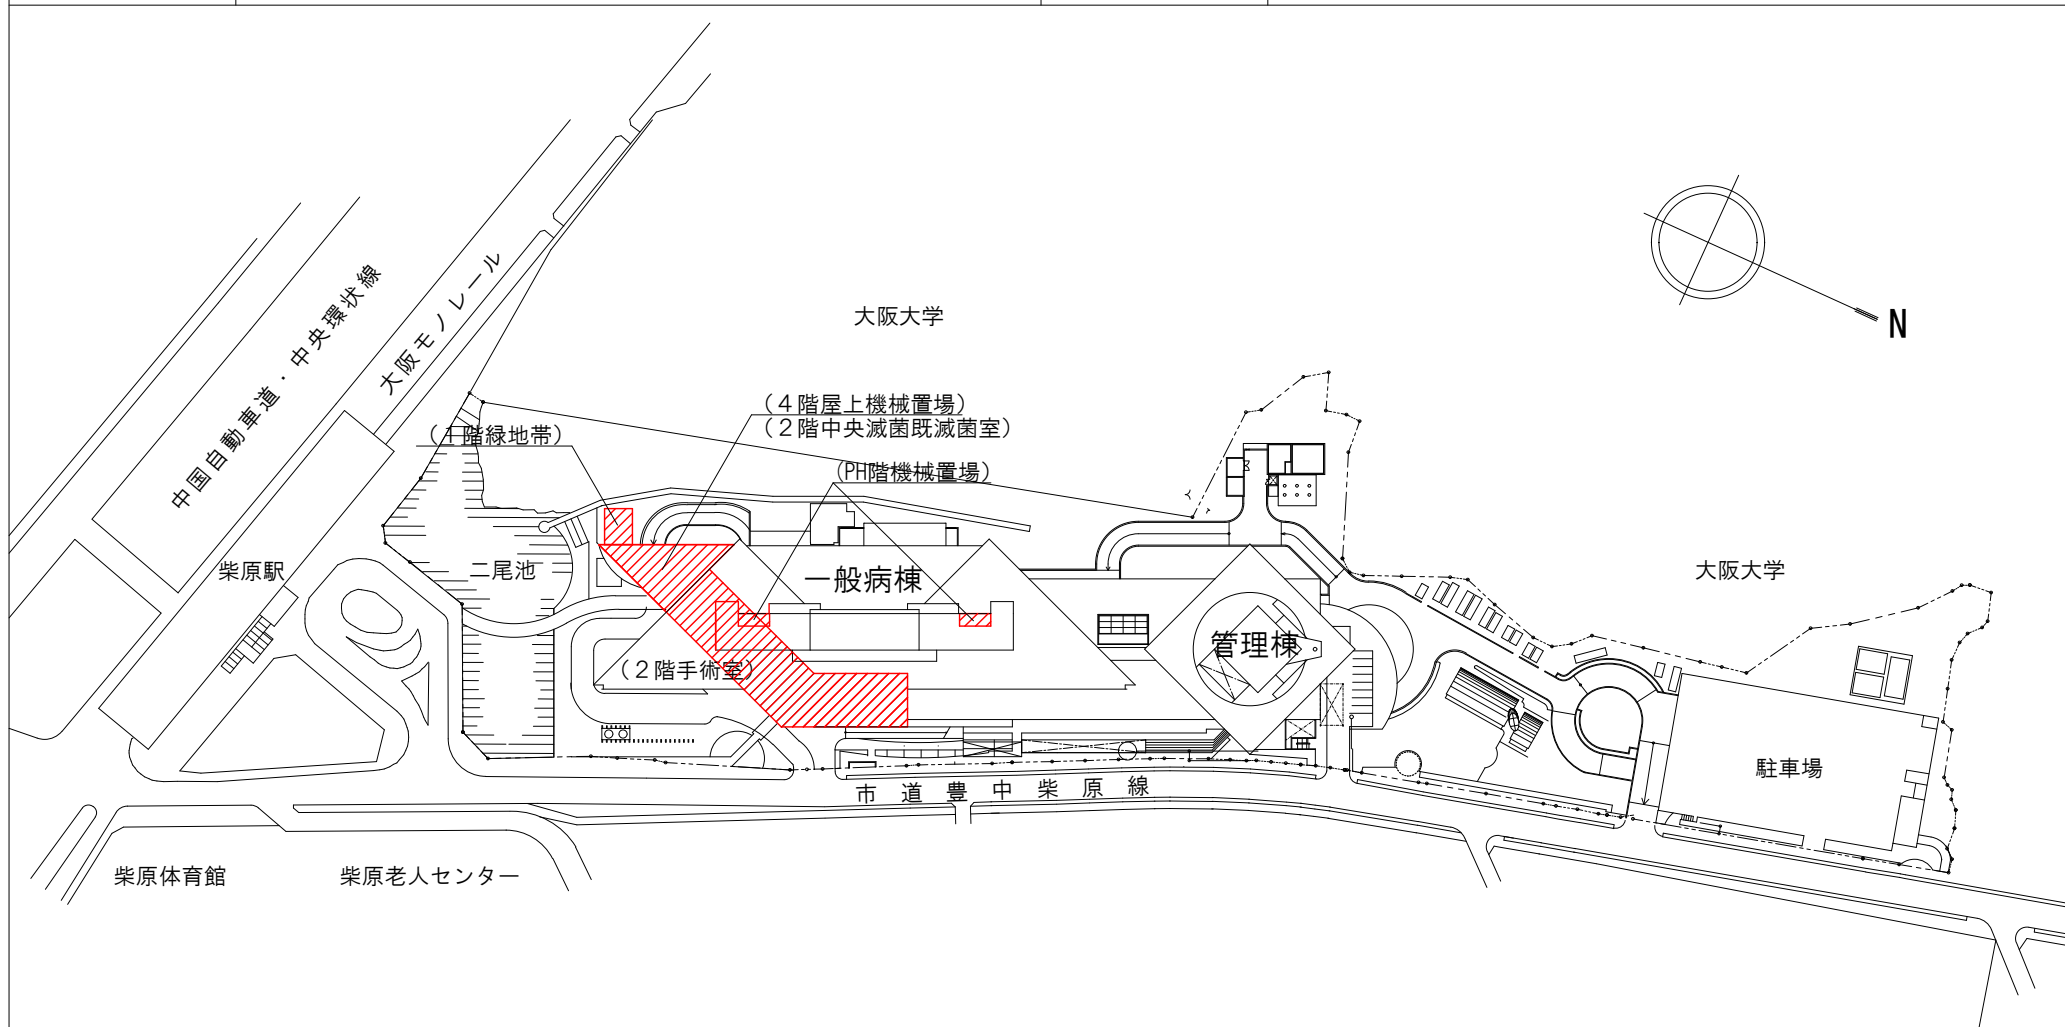 中国自動車道・中央環状線
大阪モノレール
大阪大学
N
(4階屋上機械置場)
(2階中央滅菌既滅菌室)
(1階緑地帯)
(PH階機械置場)
柴原駅
二尾池
一般病棟
大阪大学
管理棟
(2階手術室)
駐車場
市道豊中柴原線
柴原体育館
柴原老人センター